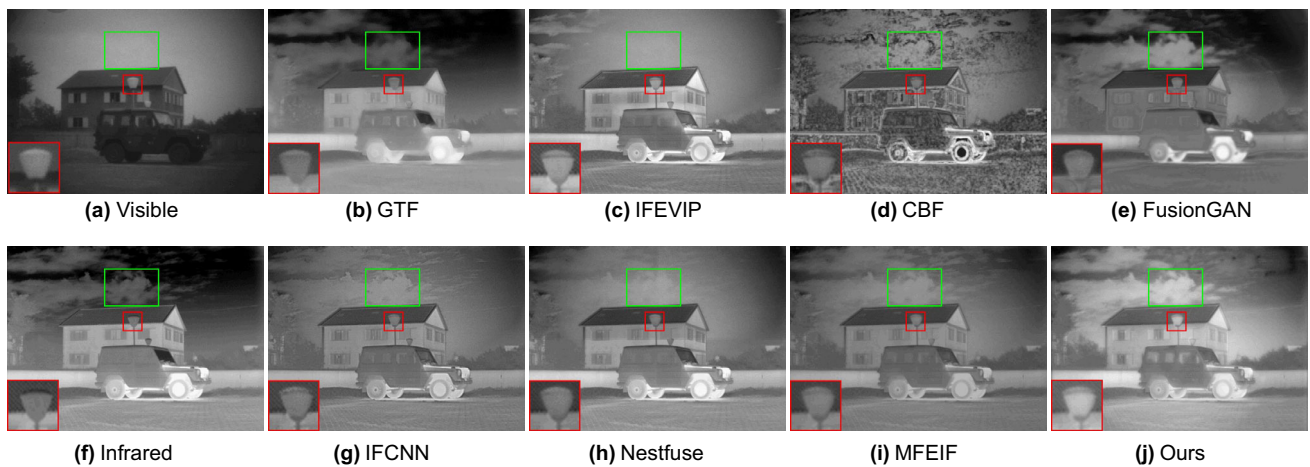 (a) Visible
(b) GTF
(c) IFEVIP
(d) CBF
(e) FusionGAN
(f) Infrared
(g) IFCNN
(h) Nestfuse
(i) MFEIF
(j) Ours